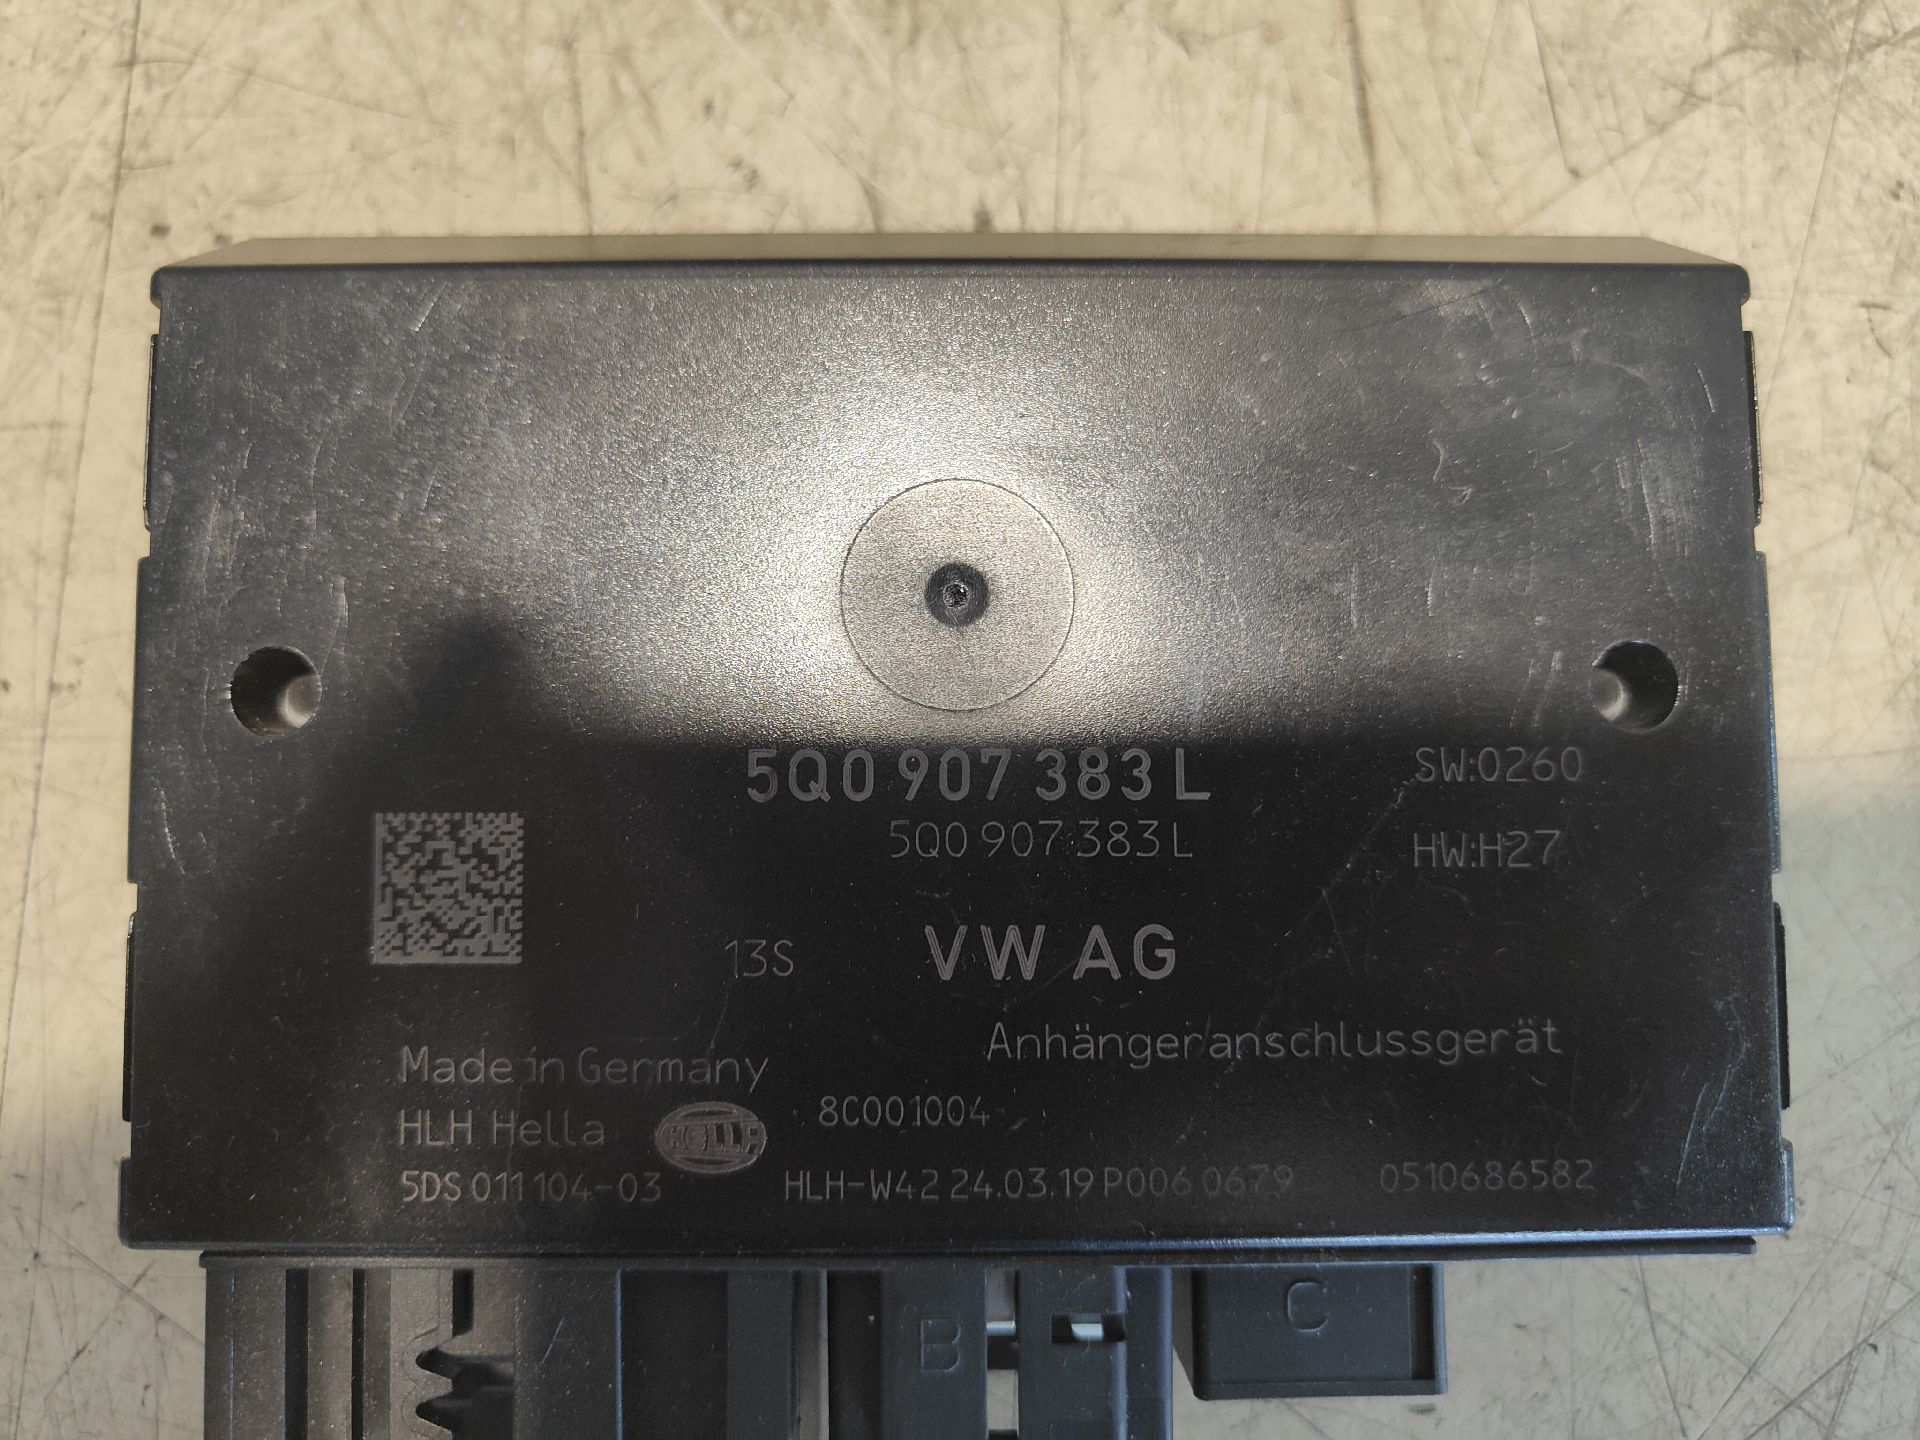 5Q0 907 383 L
SW:0260
5Q0 907 383 L
HW:H27
13S
VW AG
Anhängeranschlussgerät
Made in Germany
8C001004
HLH Hella
HELLA
5DS 011 104-03
HLH-W42 24.03.19 P006 0679
0510686582
A
B
C